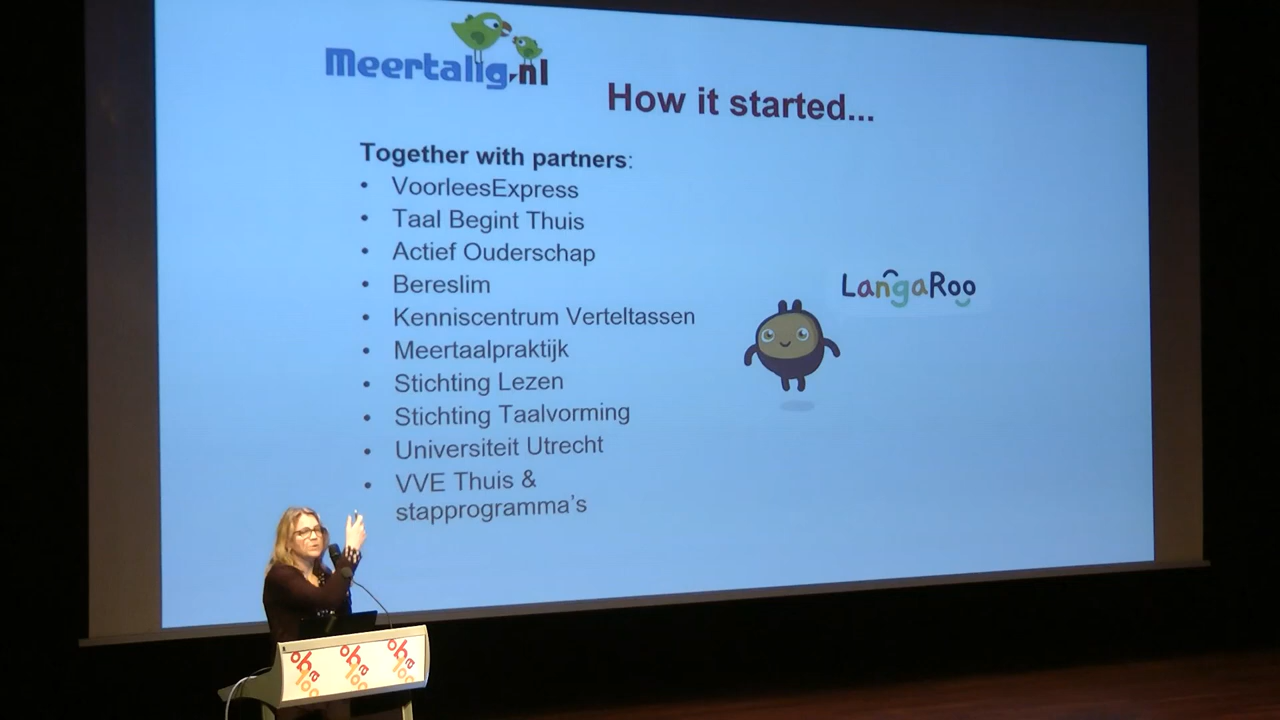 Meertalig.nl
How it started...
Together with partners:
• VoorleesExpress
• Taal Begint Thuis
• Actief Ouderschap
• Bereslim
• Kenniscentrum Verteltassen
• Meertaalpraktijk
• Stichting Lezen
• Stichting Taalvorming
• Universiteit Utrecht
• VVE Thuis &
stapprogramma's
LangaRoo